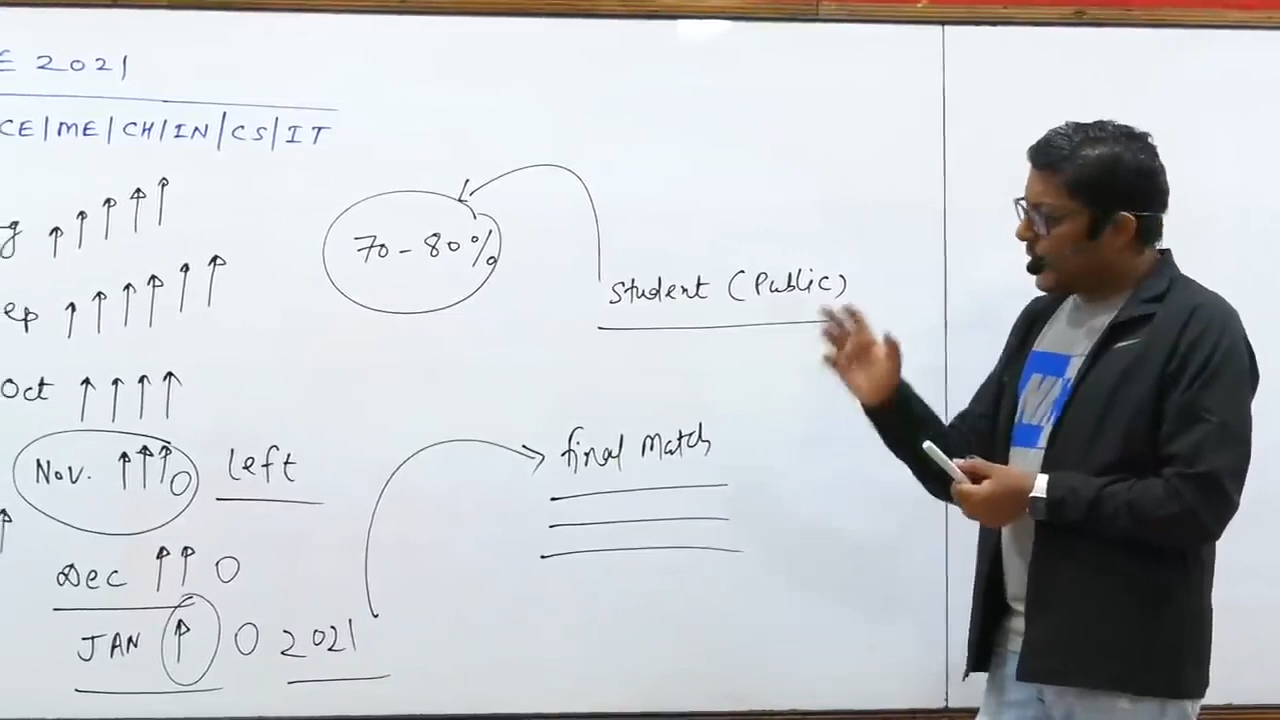 E 2021
CE|ME|CH|IN|CS|IT
g ↑↑↑↑↑
70-80%
ep ↑↑↑↑↑↑
Student (Public)
Oct ↑↑↑↑
Nov. ↑↑↑0 left
final Match
↑
Dec ↑↑ 0
JAN ↑ 0 2021